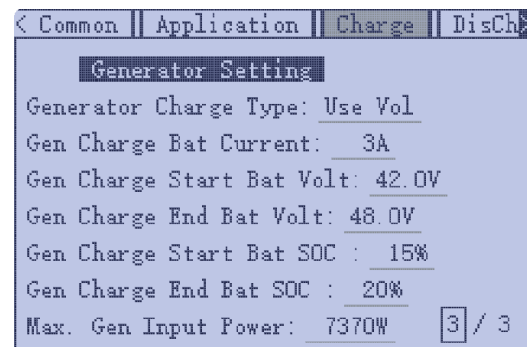 < Common Application Charge DisCh
Generator Setting
Generator Charge Type: Use Vol
Gen Charge Bat Current: 3A
Gen Charge Start Bat Volt: 42.0V
Gen Charge End Bat Volt: 48.0V
Gen Charge Start Bat SOC : 15%
Gen Charge End Bat SOC : 20%
Max. Gen Input Power: 7370W 3 / 3